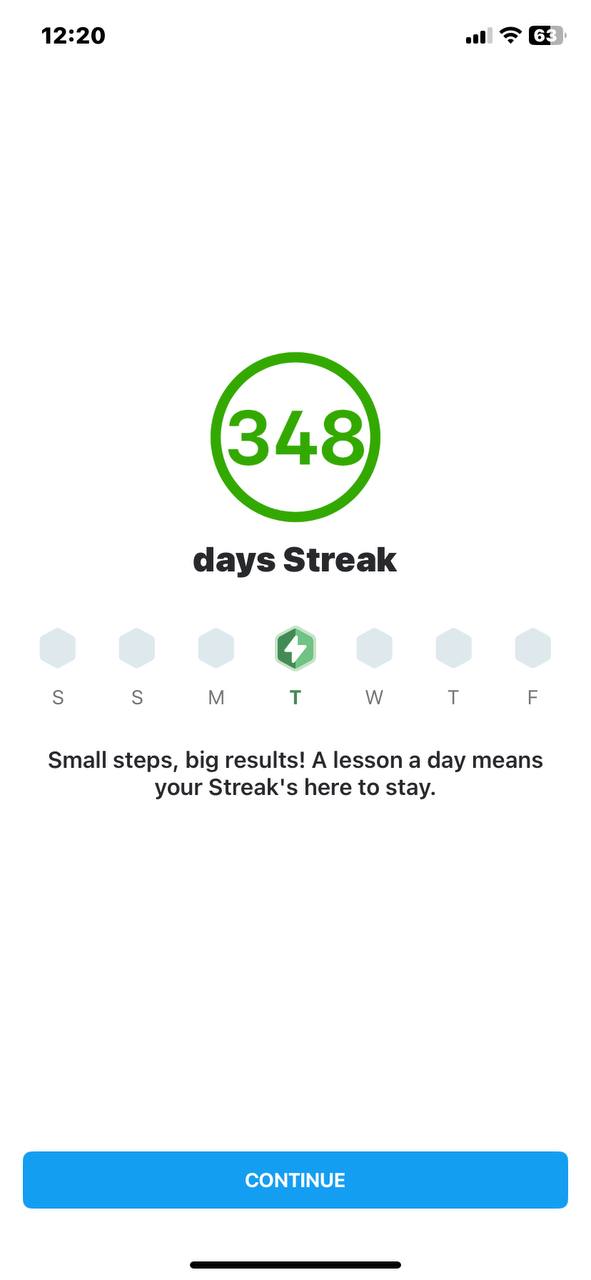 12:20
63
348
days Streak
S S M T W T F
Small steps, big results! A lesson a day means
your Streak's here to stay.
CONTINUE